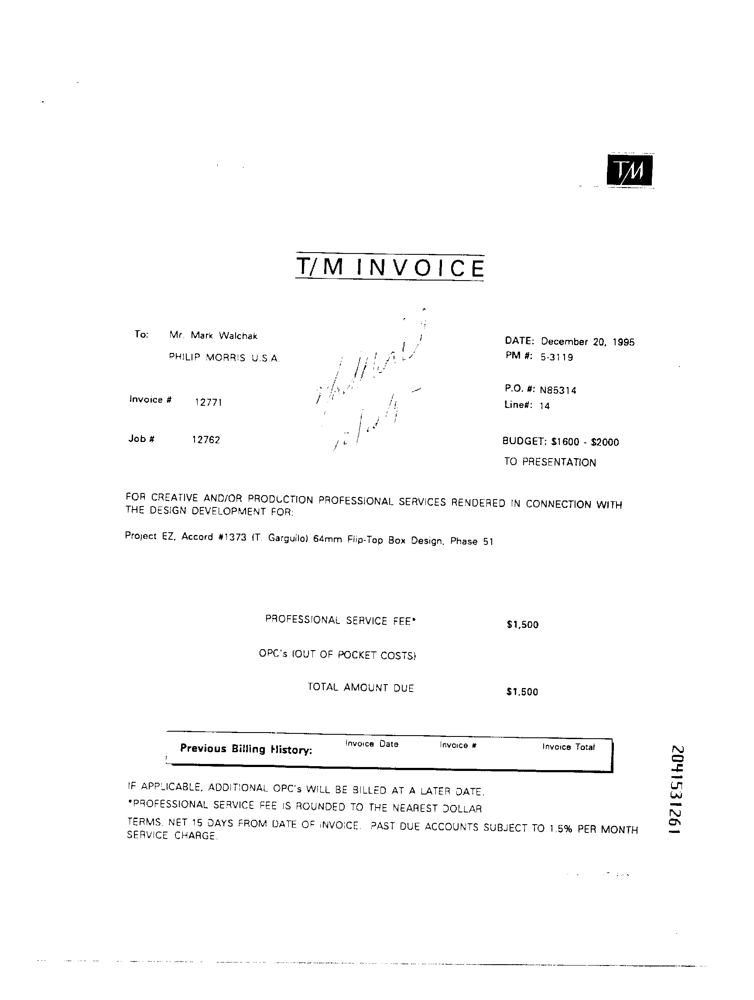 TM
T/M INVOICE
To: Mr. Mark Walchak
PHILIP MORRIS U.S.A.
DATE: December 20, 1995
PM #: 5-3119
Invoice # 12771
P.O. #: N85314
Line#: 14
Job # 12762
BUDGET: $1600 - $2000
TO PRESENTATION
FOR CREATIVE AND/OR PRODUCTION PROFESSIONAL SERVICES RENDERED IN CONNECTION WITH
THE DESIGN DEVELOPMENT FOR:
Project EZ, Accord #1373 (T. Garguilo) 64mm Flip-Top Box Design, Phase 51
PROFESSIONAL SERVICE FEE* $1,500
OPC's (OUT OF POCKET COSTS)
TOTAL AMOUNT DUE $1,500
Previous Billing History: Invoice Date Invoice # Invoice Total
IF APPLICABLE, ADDITIONAL OPC's WILL BE BILLED AT A LATER DATE.
*PROFESSIONAL SERVICE FEE IS ROUNDED TO THE NEAREST DOLLAR
TERMS: NET 15 DAYS FROM DATE OF INVOICE. PAST DUE ACCOUNTS SUBJECT TO 1.5% PER MONTH
SERVICE CHARGE.
2041531261